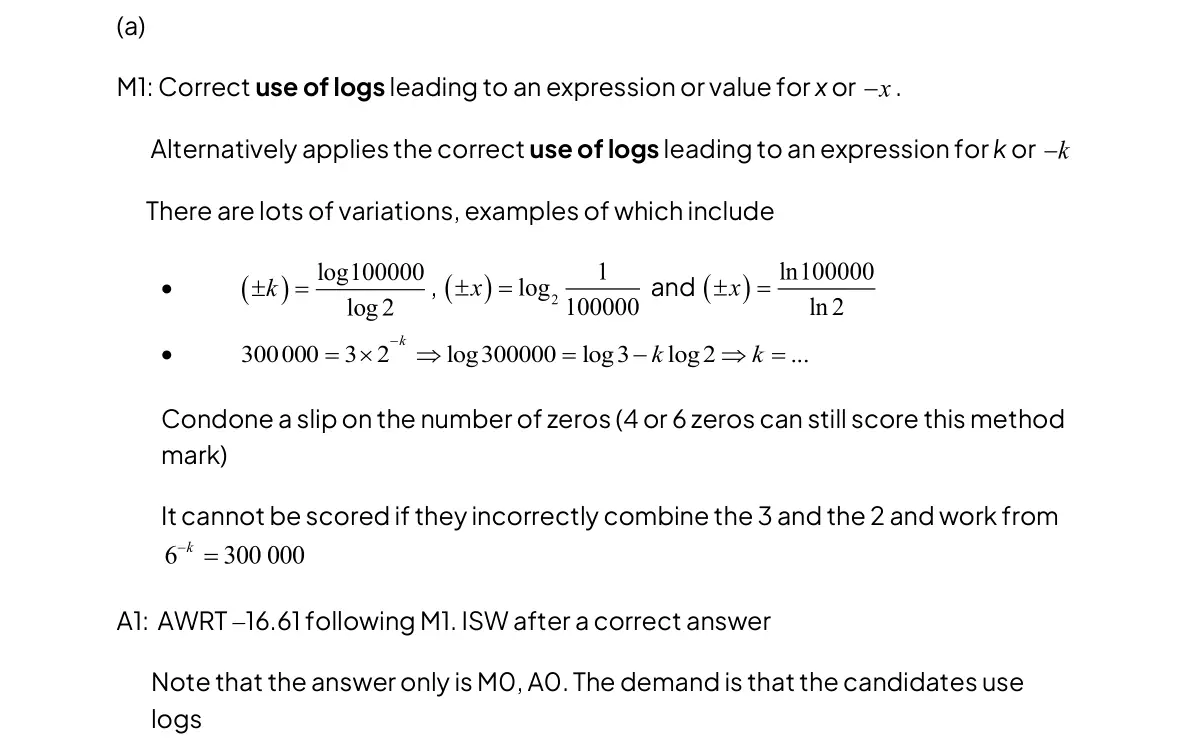 (a)
M1: Correct use of logs leading to an expression or value for x or −x.
Alternatively applies the correct use of logs leading to an expression for k or −k
There are lots of variations, examples of which include
• (±k) = log100000 / log 2 , (±x) = log₂ 1/100000 and (±x) = ln100000 / ln 2
• 300000 = 3 × 2^(−k) ⇒ log300000 = log3 − k log2 ⇒ k = ...
Condone a slip on the number of zeros (4 or 6 zeros can still score this method
mark)
It cannot be scored if they incorrectly combine the 3 and the 2 and work from
6^(−k) = 300 000
A1: AWRT −16.61 following M1. ISW after a correct answer
Note that the answer only is M0, A0. The demand is that the candidates use
logs